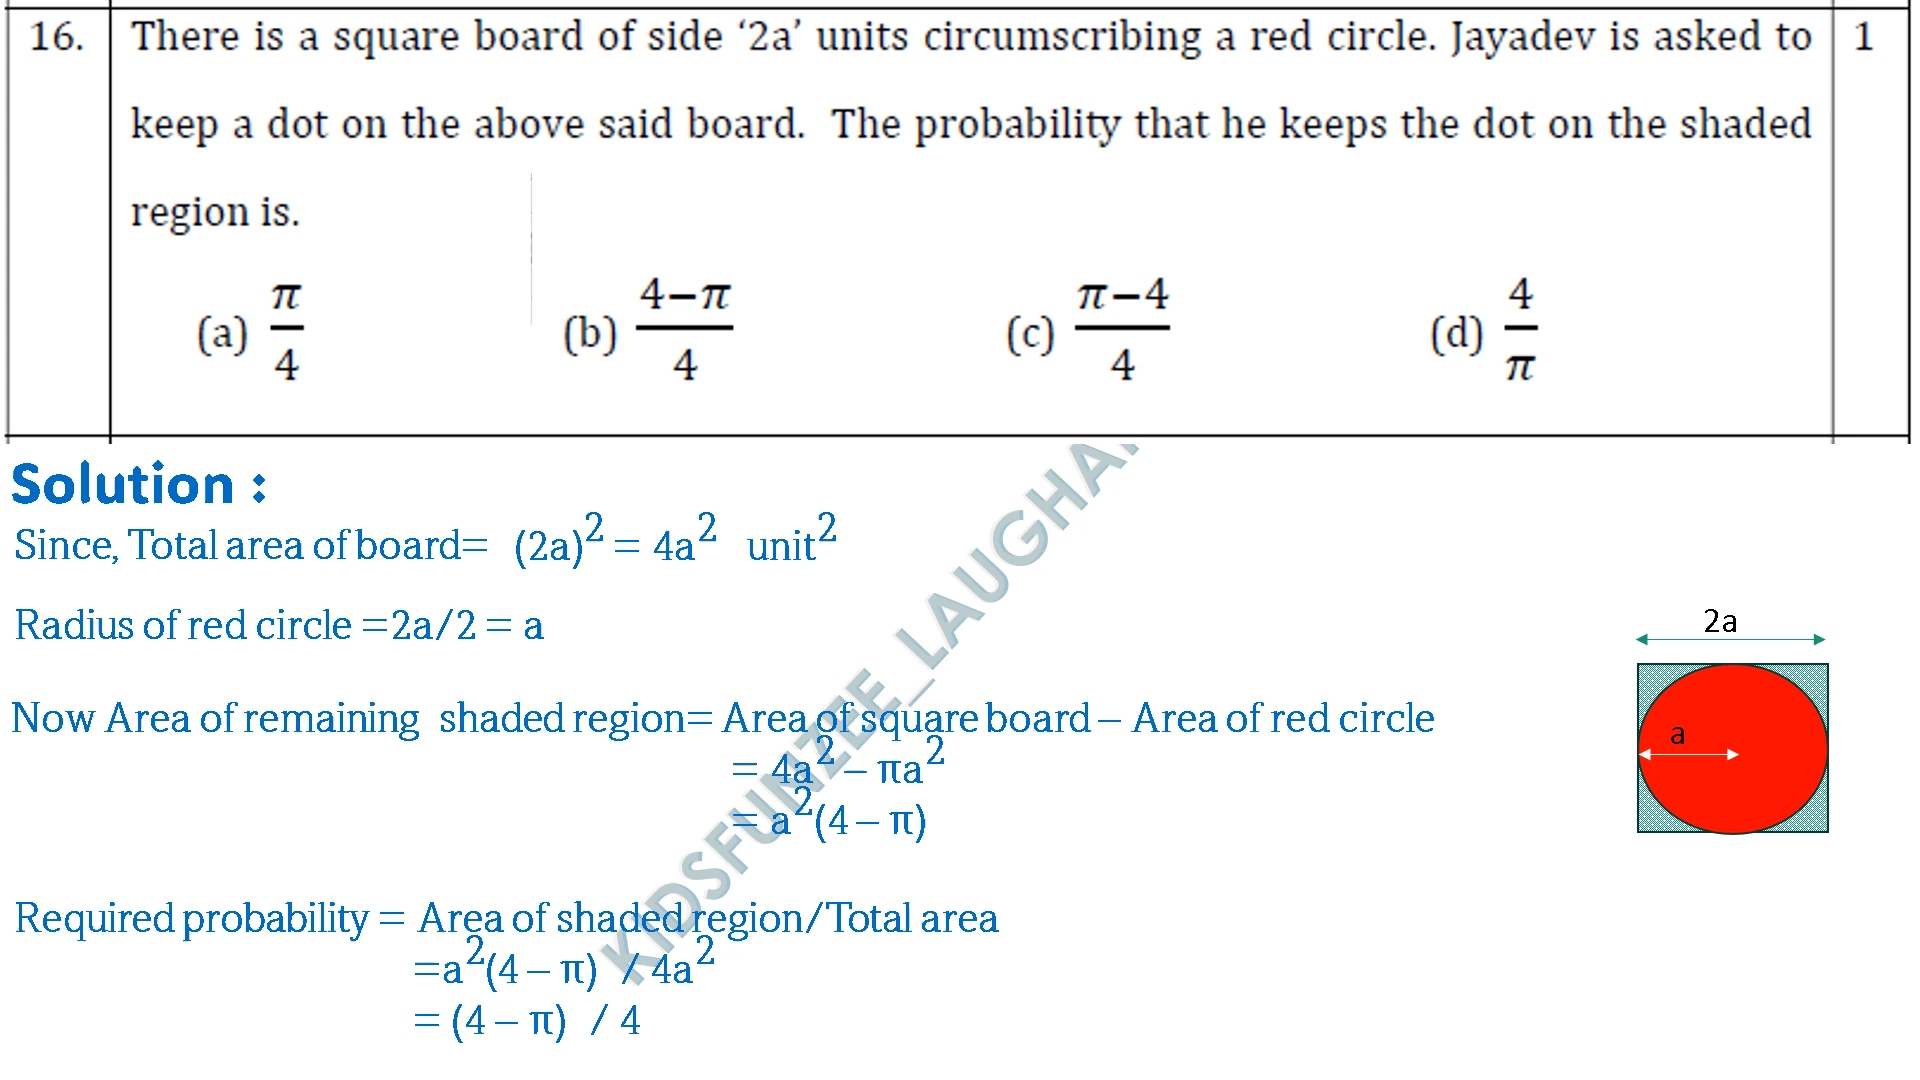 16. There is a square board of side ‘2a’ units circumscribing a red circle. Jayadev is asked to 1
keep a dot on the above said board. The probability that he keeps the dot on the shaded
region is.
(a) π/4 (b) 4−π/4 (c) π−4/4 (d) 4/π
Solution :
Since, Total area of board= (2a)² = 4a² unit²
Radius of red circle =2a/2 = a
Now Area of remaining shaded region= Area of square board – Area of red circle
= 4a² – πa²
= a²(4 – π)
Required probability = Area of shaded region/Total area
=a²(4 – π) / 4a²
= (4 – π) / 4
2a
a